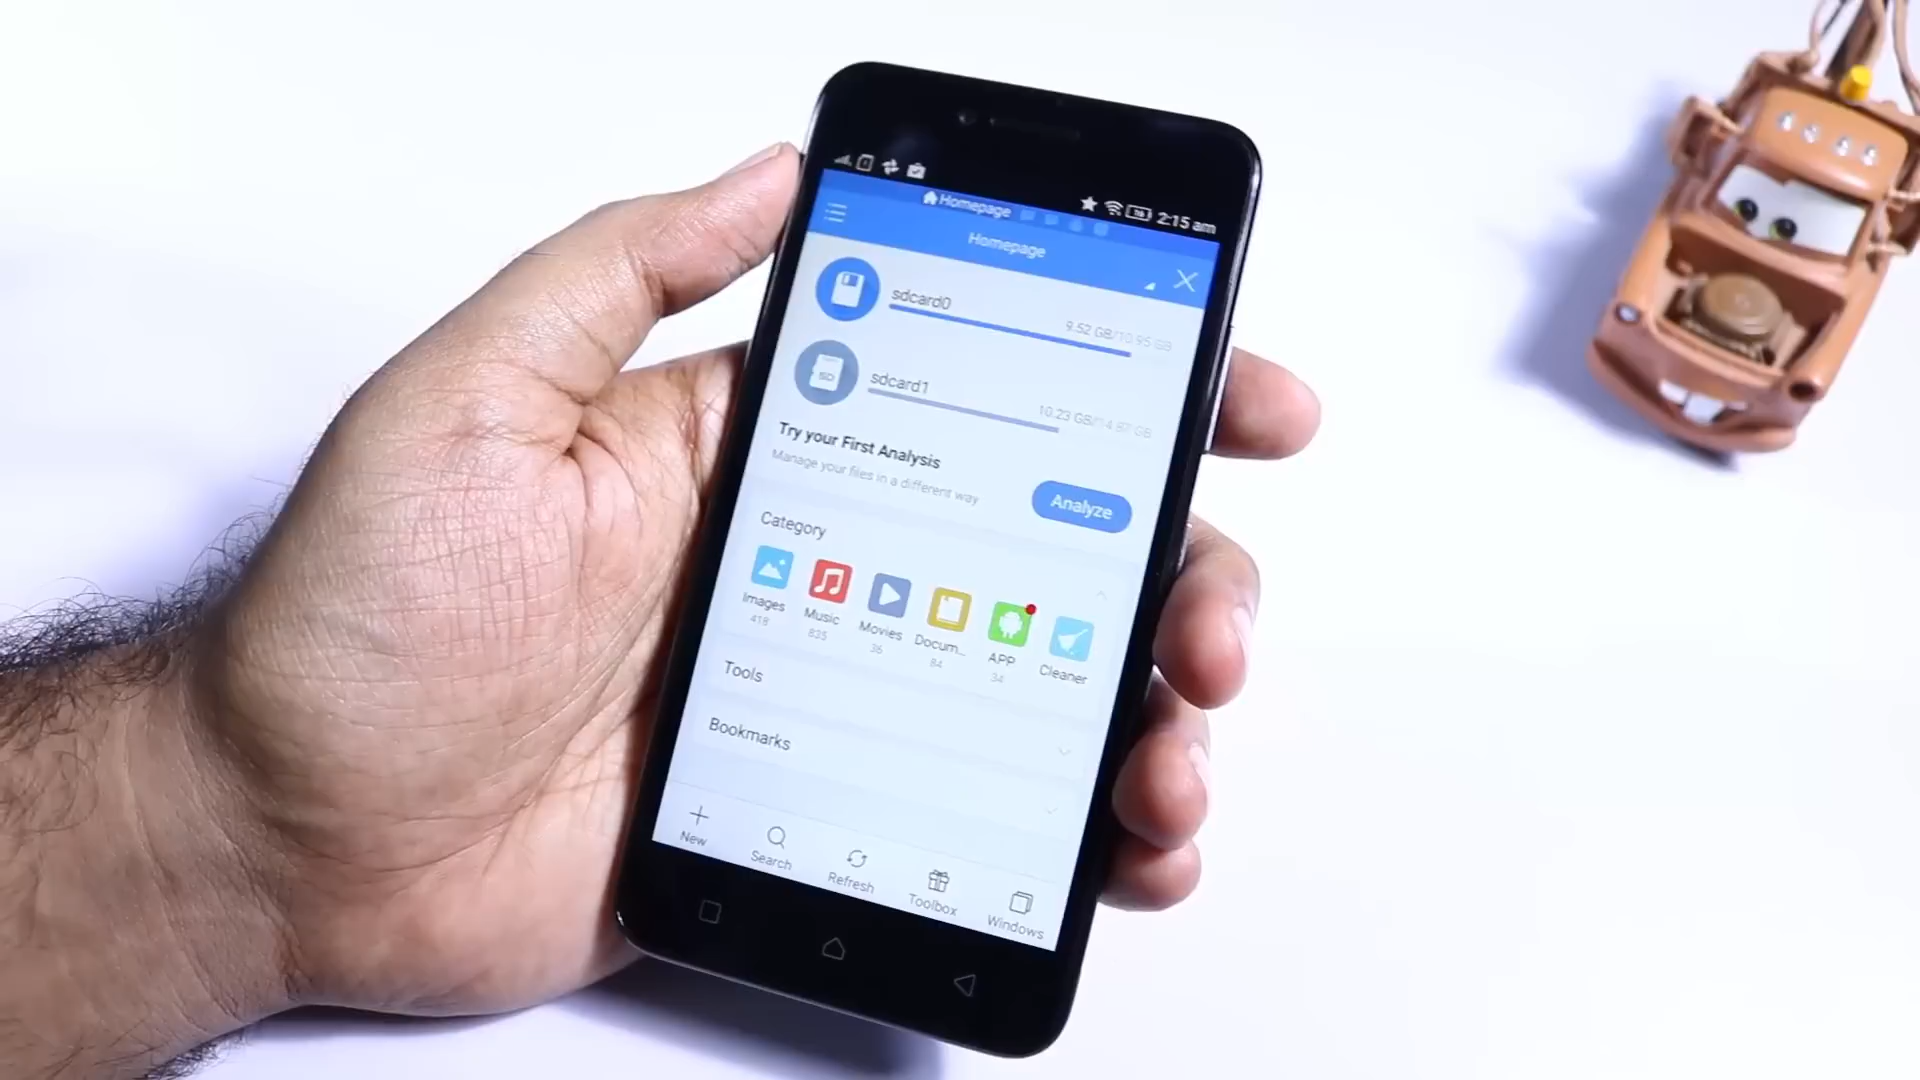 2:15 am
Homepage
Homepage
sdcard0
9.52 GB/10.95 GB
SD
sdcard1
10.23 GB/14.87 GB
Try your First Analysis
Manage your files in a different way
Analyze
Category
Images
418
Music
835
Movies
36
Docum...
84
APP
34
Cleaner
Tools
Bookmarks
New
Search
Refresh
Toolbox
Windows